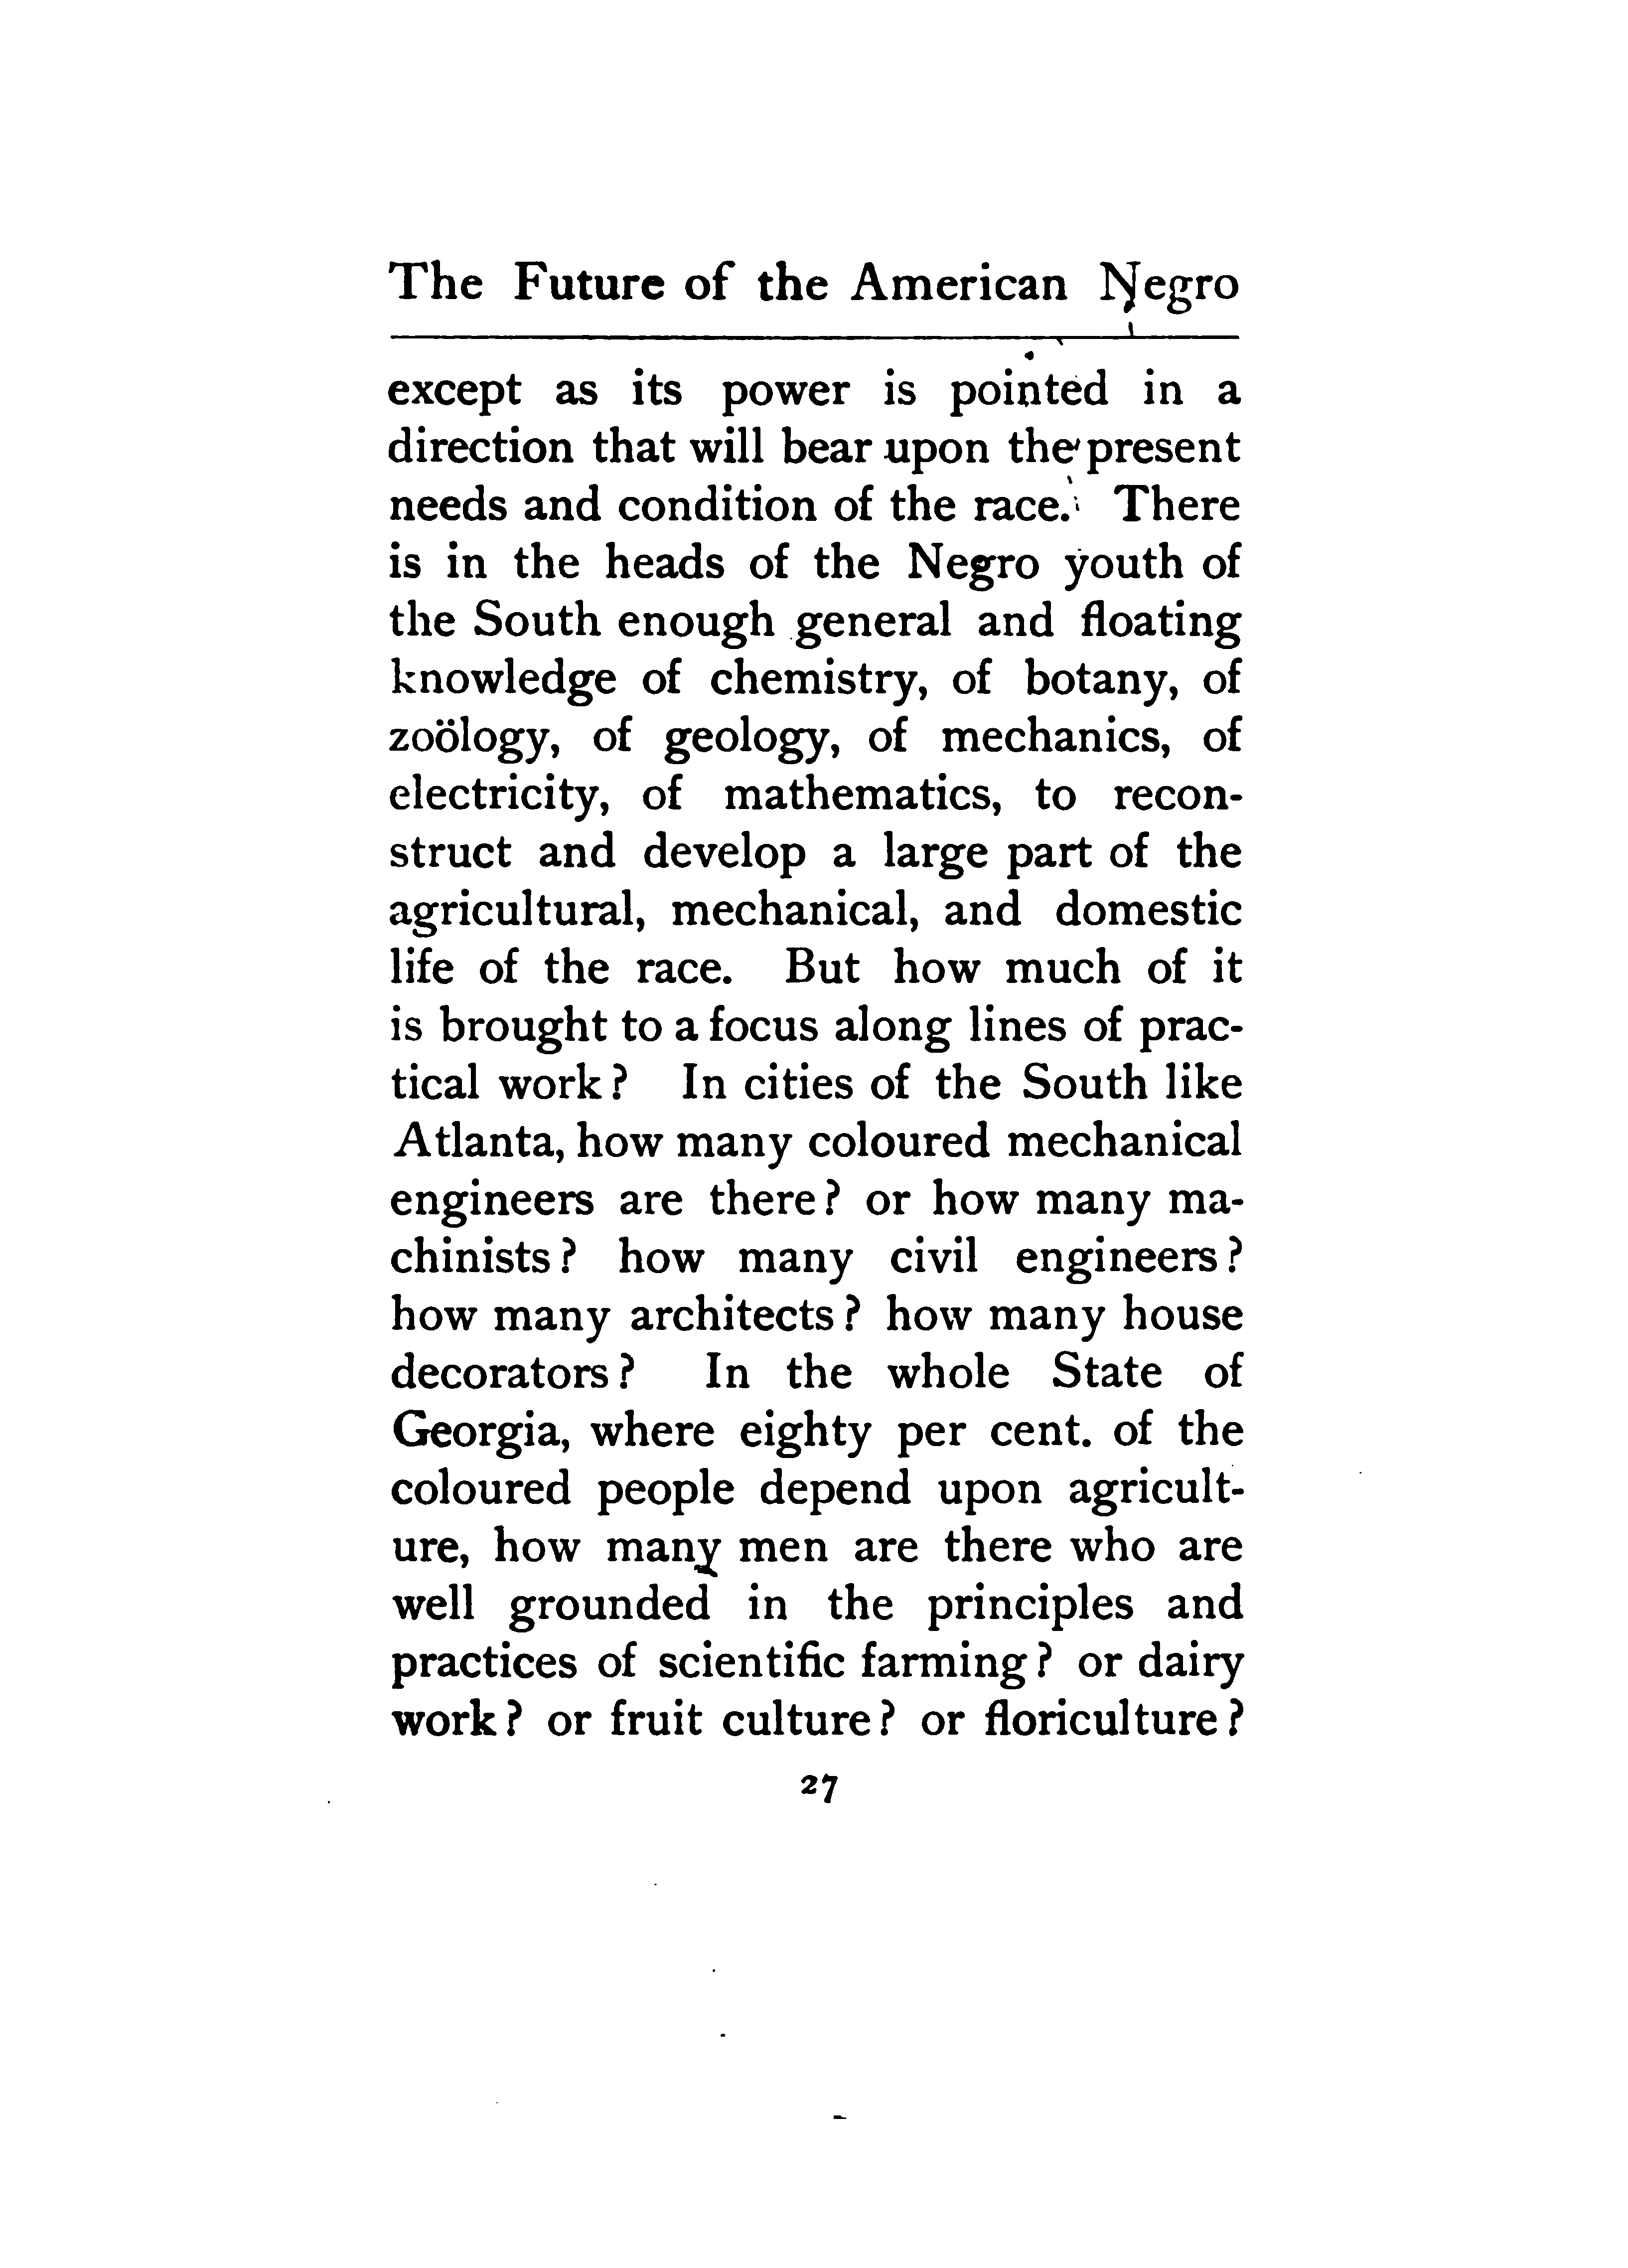 The Future of the American Negro
except as its power is pointed in a
direction that will bear upon the present
needs and condition of the race. There
is in the heads of the Negro youth of
the South enough general and floating
knowledge of chemistry, of botany, of
zoölogy, of geology, of mechanics, of
electricity, of mathematics, to recon-
struct and develop a large part of the
agricultural, mechanical, and domestic
life of the race. But how much of it
is brought to a focus along lines of prac-
tical work? In cities of the South like
Atlanta, how many coloured mechanical
engineers are there? or how many ma-
chinists? how many civil engineers?
how many architects? how many house
decorators? In the whole State of
Georgia, where eighty per cent. of the
coloured people depend upon agricult-
ure, how many men are there who are
well grounded in the principles and
practices of scientific farming? or dairy
work? or fruit culture? or floriculture?
27